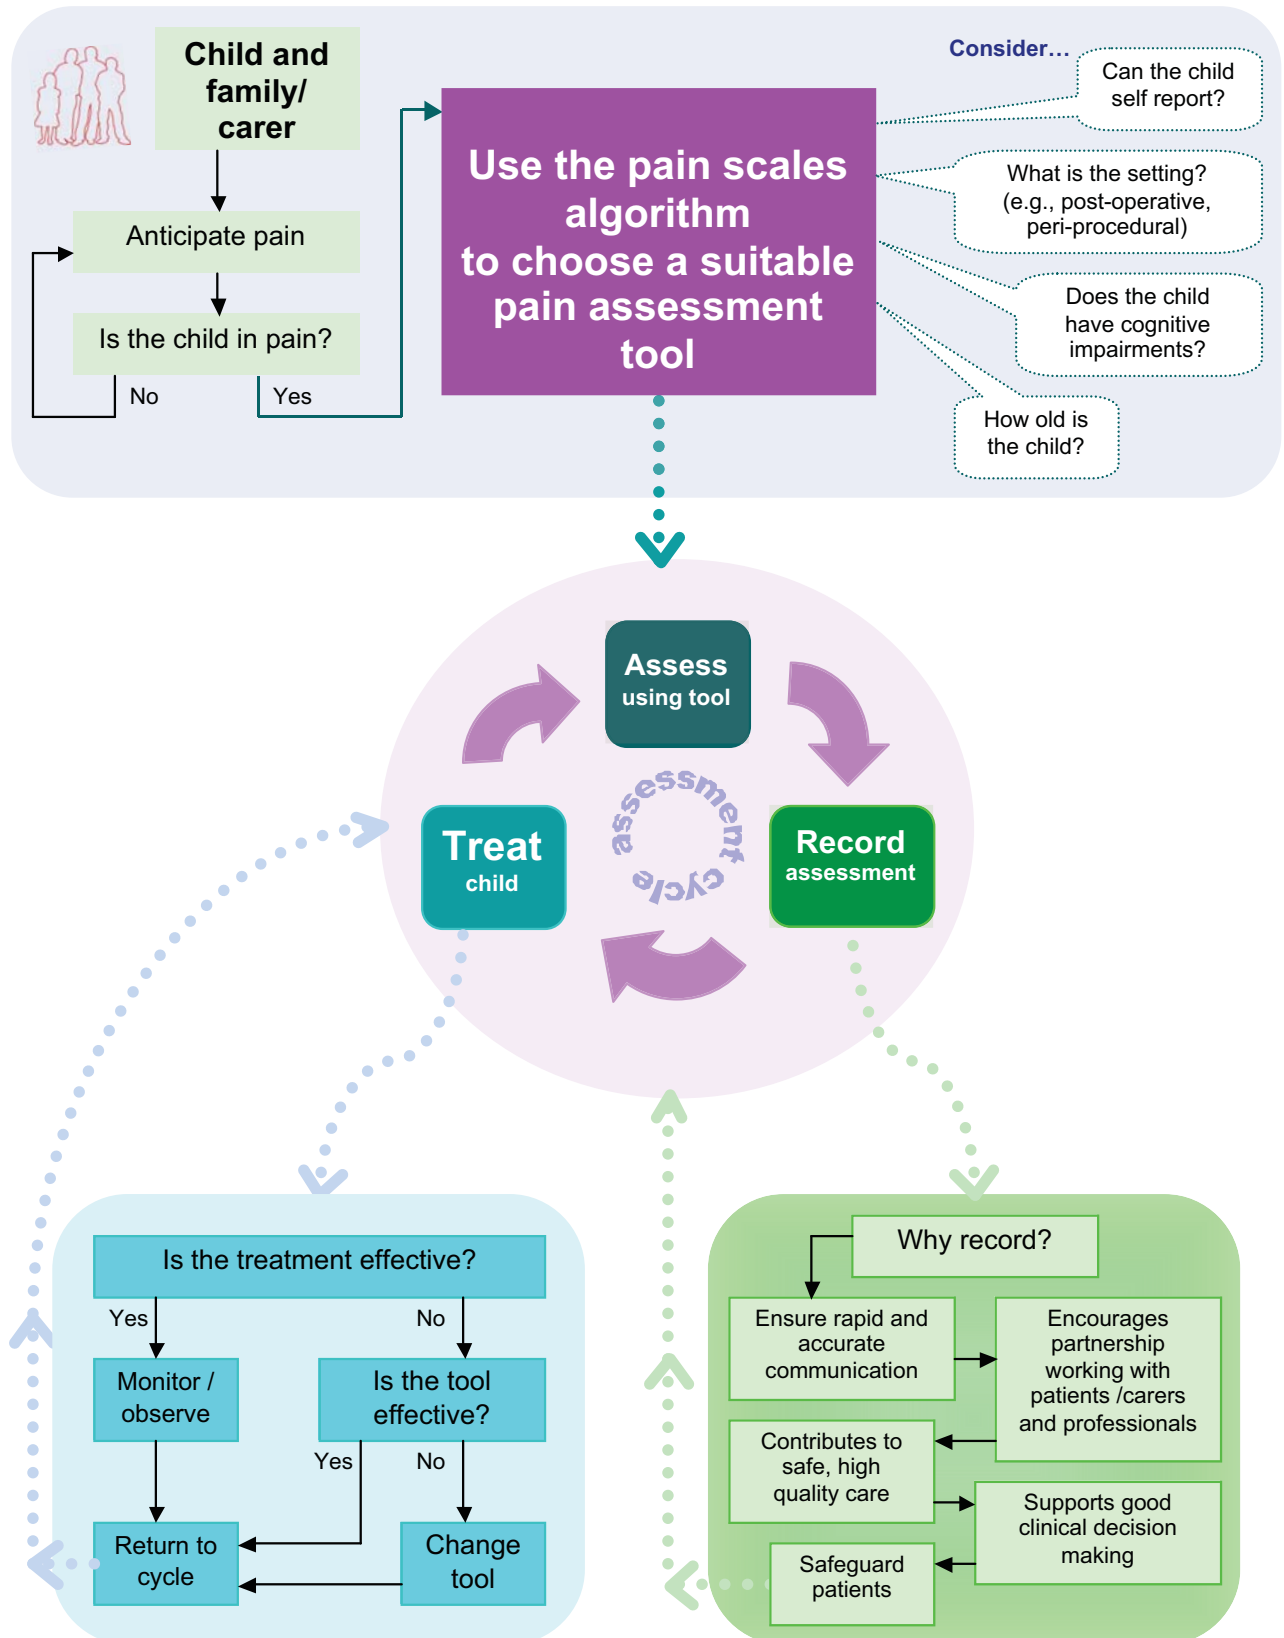 Child and
family/
carer
Anticipate pain
Is the child in pain?
No
Yes
Use the pain scales
algorithm
to choose a suitable
pain assessment
tool
Consider…
Can the child
self report?
What is the setting?
(e.g., post-operative,
peri-procedural)
Does the child
have cognitive
impairments?
How old is
the child?
Assess
using tool
Record
assessment
Treat
child
assessment cycle
Is the treatment effective?
Yes
No
Monitor /
observe
Is the tool
effective?
Yes
No
Return to
cycle
Change
tool
Why record?
Ensure rapid and
accurate
communication
Encourages
partnership
working with
patients /carers
and professionals
Contributes to
safe, high
quality care
Supports good
clinical decision
making
Safeguard
patients